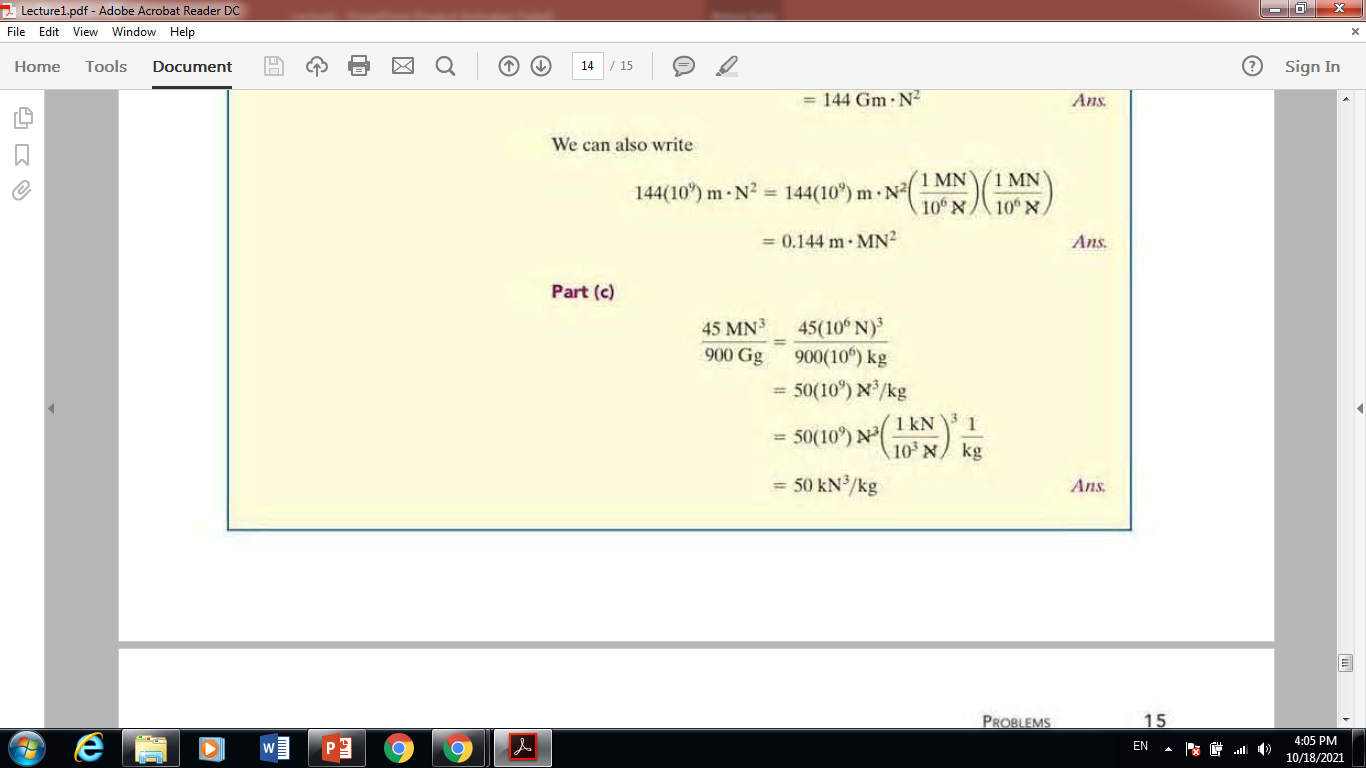 Lecture1.pdf - Adobe Acrobat Reader DC
File Edit View Window Help
Home Tools Document 14 / 15 Sign In
= 144 Gm · N² Ans.
We can also write
144(10⁹) m · N² = 144(10⁹) m · N² (1 MN / 10⁶ N) (1 MN / 10⁶ N)
= 0.144 m · MN² Ans.
Part (c)
45 MN³ / 900 Gg = 45(10⁶ N)³ / 900(10⁶) kg
= 50(10⁹) N³/kg
= 50(10⁹) N³ (1 kN / 10³ N)³ 1 / kg
= 50 kN³/kg Ans.
PROBLEMS 15
EN 4:05 PM
10/18/2021